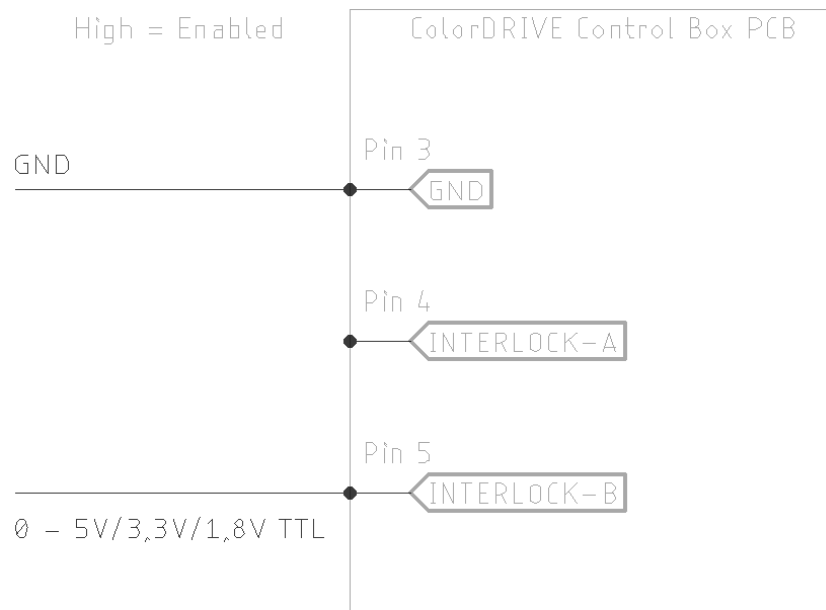 High = Enabled
ColorDRIVE Control Box PCB
Pin 3
GND
GND
Pin 4
INTERLOCK-A
Pin 5
INTERLOCK-B
0 - 5V/3,3V/1,8V TTL